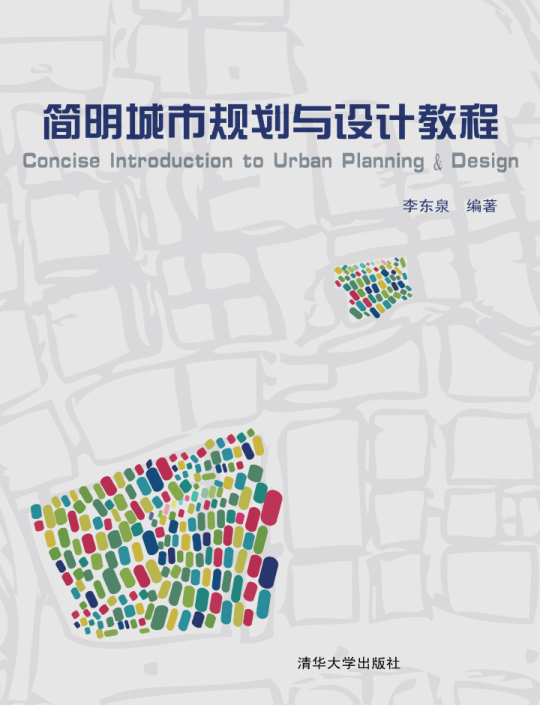 简明城市规划与设计教程
Concise Introduction to Urban Planning & Design
李东泉 编著
清华大学出版社